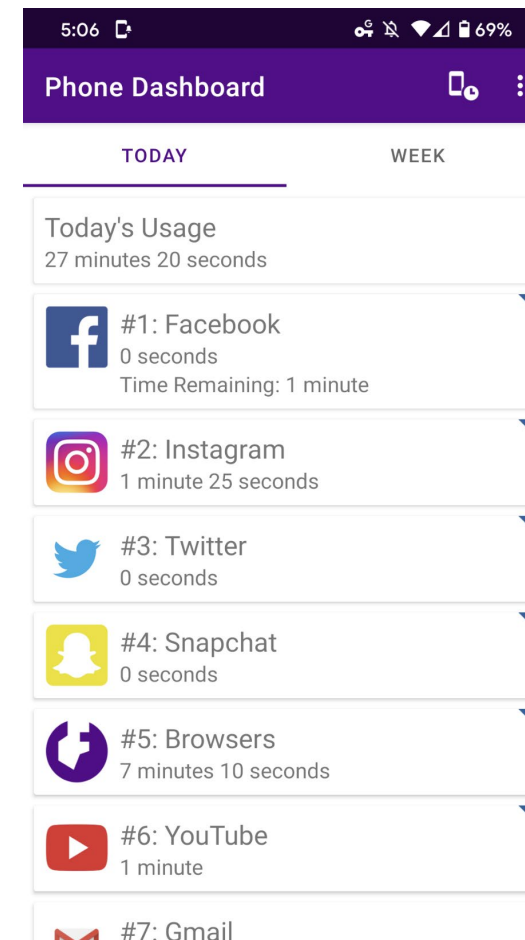 5:06 G 69%
Phone Dashboard
TODAY WEEK
Today's Usage
27 minutes 20 seconds
#1: Facebook
0 seconds
Time Remaining: 1 minute
#2: Instagram
1 minute 25 seconds
#3: Twitter
0 seconds
#4: Snapchat
0 seconds
#5: Browsers
7 minutes 10 seconds
#6: YouTube
1 minute
#7: Gmail